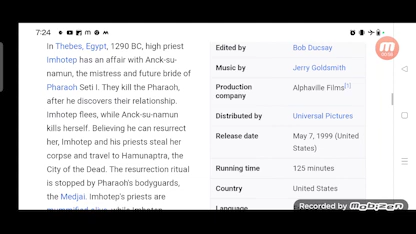 7:24
In Thebes, Egypt, 1290 BC, high priest
Imhotep has an affair with Anck-su-
namun, the mistress and future bride of
Pharaoh Seti I. They kill the Pharaoh,
after he discovers their relationship.
Imhotep flees, while Anck-su-namun
kills herself. Believing he can resurrect
her, Imhotep and his priests steal her
corpse and travel to Hamunaptra, the
City of the Dead. The resurrection ritual
is stopped by Pharaoh's bodyguards,
the Medjai. Imhotep's priests are
mummified alive, while Imhotep
Edited by Bob Ducsay
Music by Jerry Goldsmith
Production Alphaville Films[1]
company
Distributed by Universal Pictures
Release date May 7, 1999 (United
States)
Running time 125 minutes
Country United States
Language
Recorded by mobizen